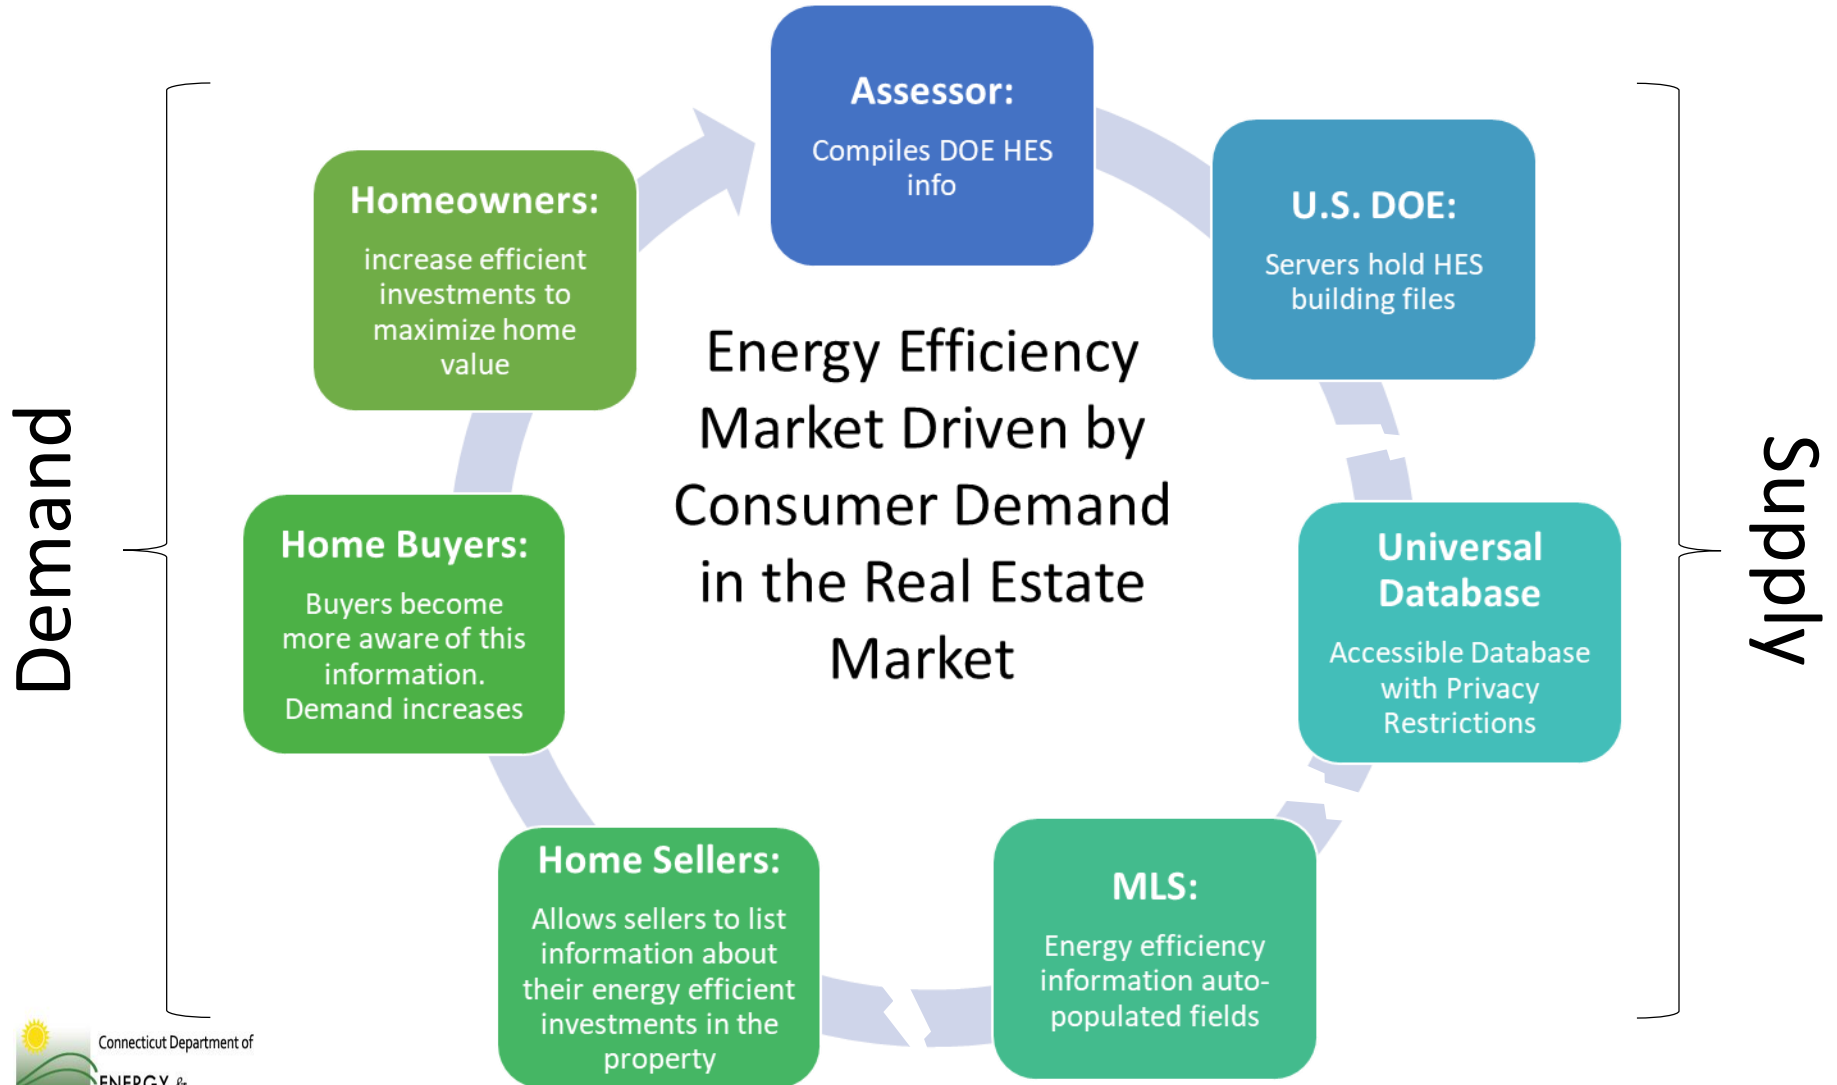 Assessor:
Compiles DOE HES
info
U.S. DOE:
Servers hold HES
building files
Universal
Database
Accessible Database
with Privacy
Restrictions
MLS:
Energy efficiency
information auto-
populated fields
Home Sellers:
Allows sellers to list
information about
their energy efficient
investments in the
property
Home Buyers:
Buyers become
more aware of this
information.
Demand increases
Homeowners:
increase efficient
investments to
maximize home
value
Energy Efficiency
Market Driven by
Consumer Demand
in the Real Estate
Market
Demand
Supply
Connecticut Department of
ENERGY &